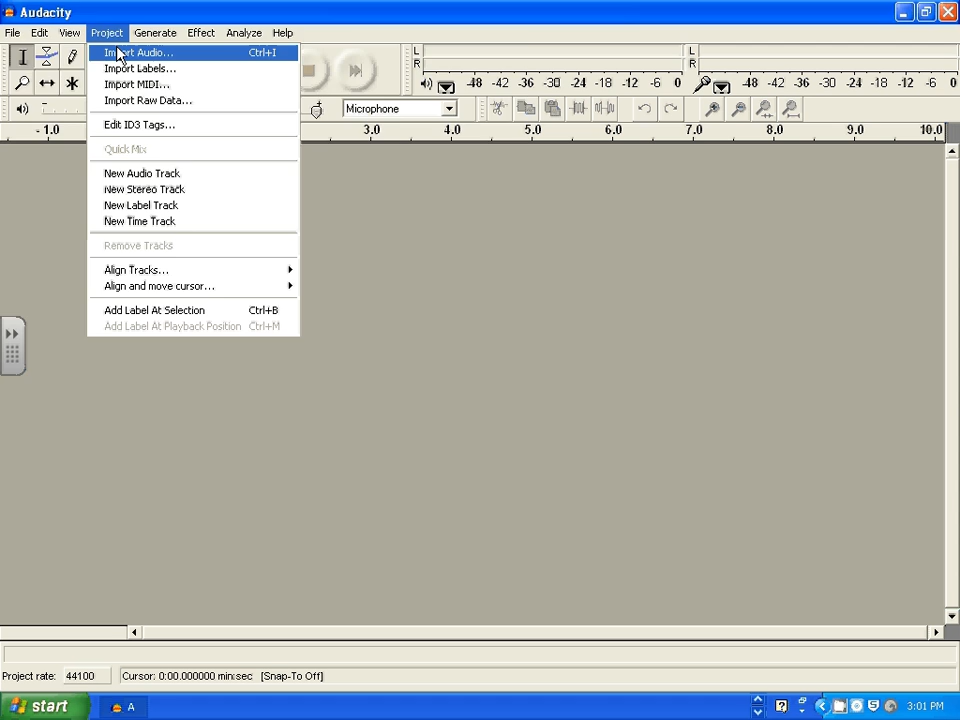 Audacity
File Edit View Project Generate Effect Analyze Help
Import Audio... Ctrl+I
Import Labels...
Import MIDI...
Import Raw Data...
Edit ID3 Tags...
Quick Mix
New Audio Track
New Stereo Track
New Label Track
New Time Track
Remove Tracks
Align Tracks...
Align and move cursor...
Add Label At Selection Ctrl+B
Add Label At Playback Position Ctrl+M
L
R
-48 -42 -36 -30 -24 -18 -12 -6 0
L
R
-48 -42 -36 -30 -24 -18 -12 -6 0
Microphone
- 1.0 3.0 4.0 5.0 6.0 7.0 8.0 9.0 10.0
Project rate: 44100 Cursor: 0:00.000000 min:sec [Snap-To Off]
start A 3:01 PM